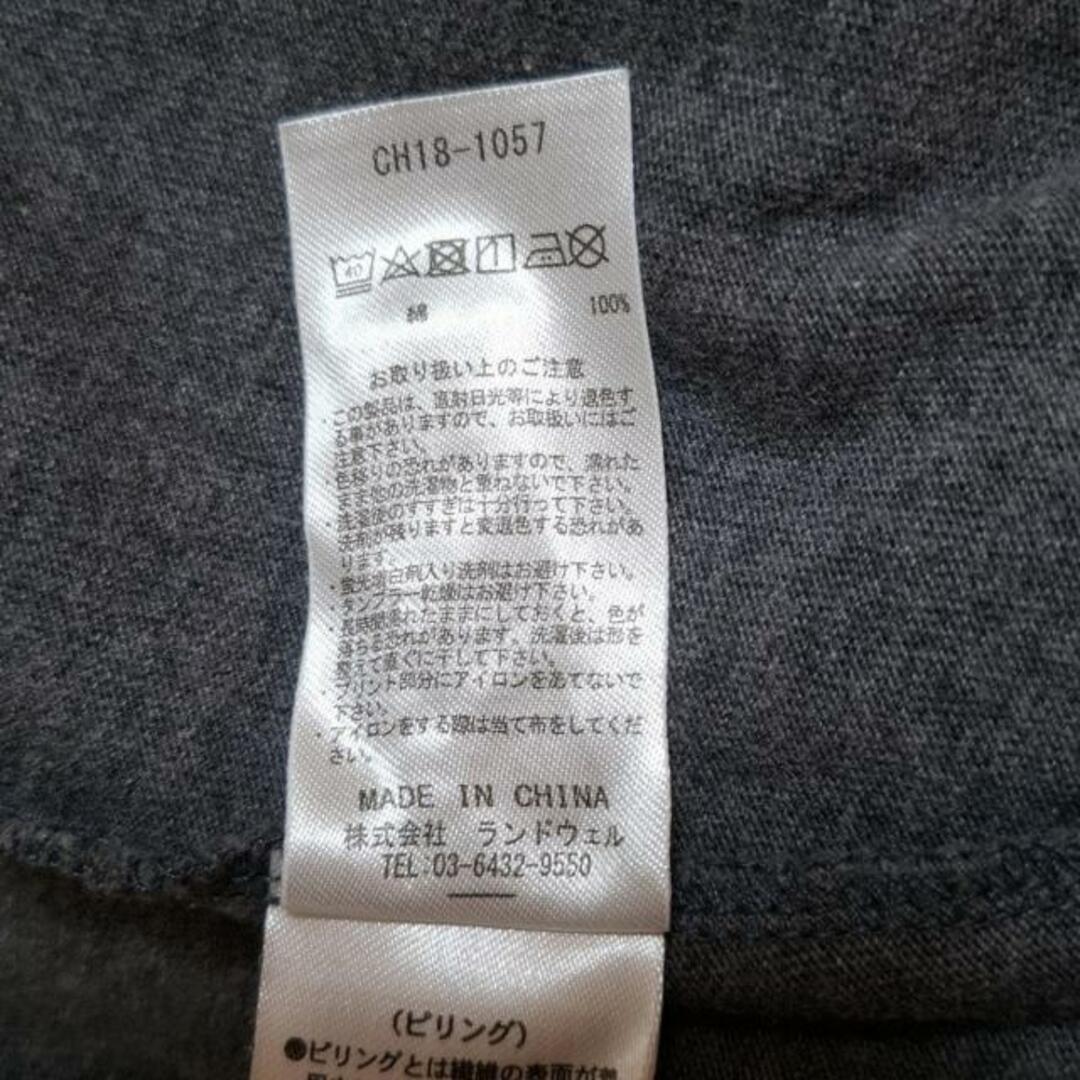 CH18-1057
40
綿 100%
お取り扱い上のご注意
・この製品は、直射日光等により退色す
る事がありますので、お取扱いにはご
注意下さい。
・色移りの恐れがありますので、濡れた
まま他の洗濯物と重ねないで下さい。
・洗濯後のすすぎは十分行って下さい。
洗剤が残りますと変退色する恐れがあ
ります。
・蛍光増白剤入り洗剤はお避け下さい。
・タンブラー乾燥はお避け下さい。
・長時間濡れたままにしておくと、色が
落ちる恐れがあります。洗濯後は形を
整えて直ぐに干して下さい。
・プリント部分にアイロンをあてないで
下さい。
・アイロンをする際は当て布をしてくだ
さい。
MADE IN CHINA
株式会社 ランドウェル
TEL:03-6432-9550
(ピリング)
●ピリングとは繊維の表面が